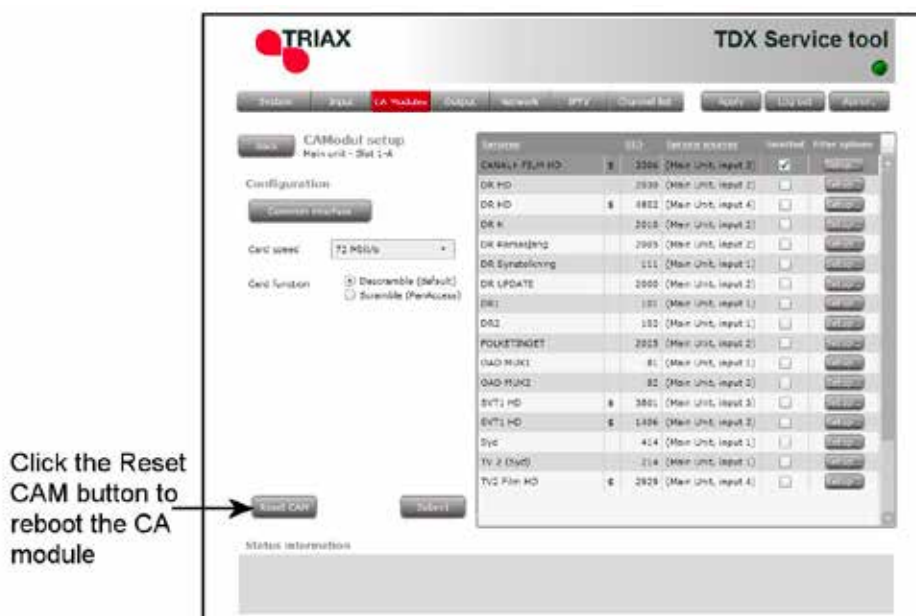 TRIAX
TDX Service tool
System Input CA Modules Output Network IPTV Channel list Apply Log out Admin.
Back
CAModul setup
Main unit - Slot 1-A
Configuration
Common interface
Card speed 72 Mbit/s
Card function Descramble (default)
Scramble (PenAccess)
Services SID Service sources Selected Filter options
CANAL+ FILM HD $ 3306 (Main Unit, input 3)
DR HD (Main Unit, input 2)
DR HD $ (Main Unit, input 4)
DR K 2010 (Main Unit, input 2)
DR Ramasjang 2005 (Main Unit, input 2)
DR Synstolkning 111 (Main Unit, input 1)
DR UPDATE 2000 (Main Unit, input 2)
DR1 101 (Main Unit, input 1)
DR2 102 (Main Unit, input 1)
FOLKETINGET 2025 (Main Unit, input 2)
OAD MUX1 81 (Main Unit, input 1)
OAD MUX2 82 (Main Unit, input 2)
SVT1 HD $ 3801 (Main Unit, input 3)
SVT1 HD $ (Main Unit, input 3)
Syd 414 (Main Unit, input 1)
TV 2 (Syd) 214 (Main Unit, input 1)
TV2 Film HD $ 2929 (Main Unit, input 4)
Click the Reset
CAM button to
reboot the CA
module
Reset CAM
Submit
Status information